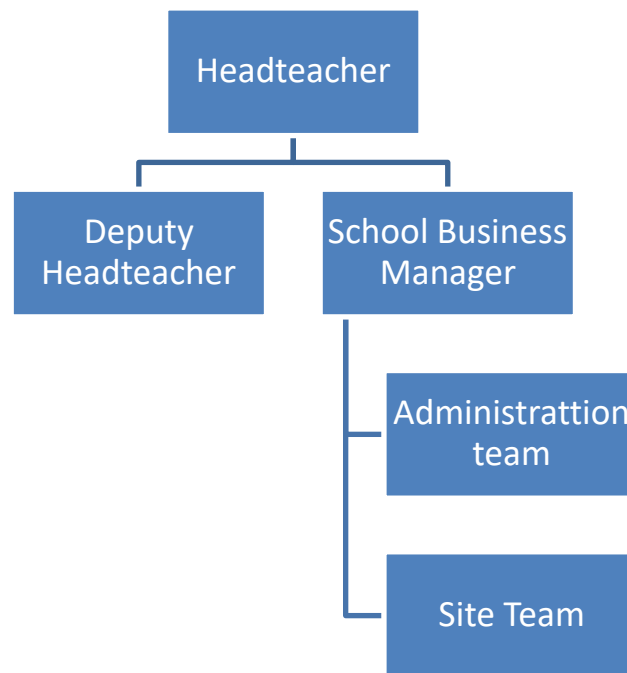 Headteacher
Deputy
Headteacher
School Business
Manager
Administrattion
team
Site Team